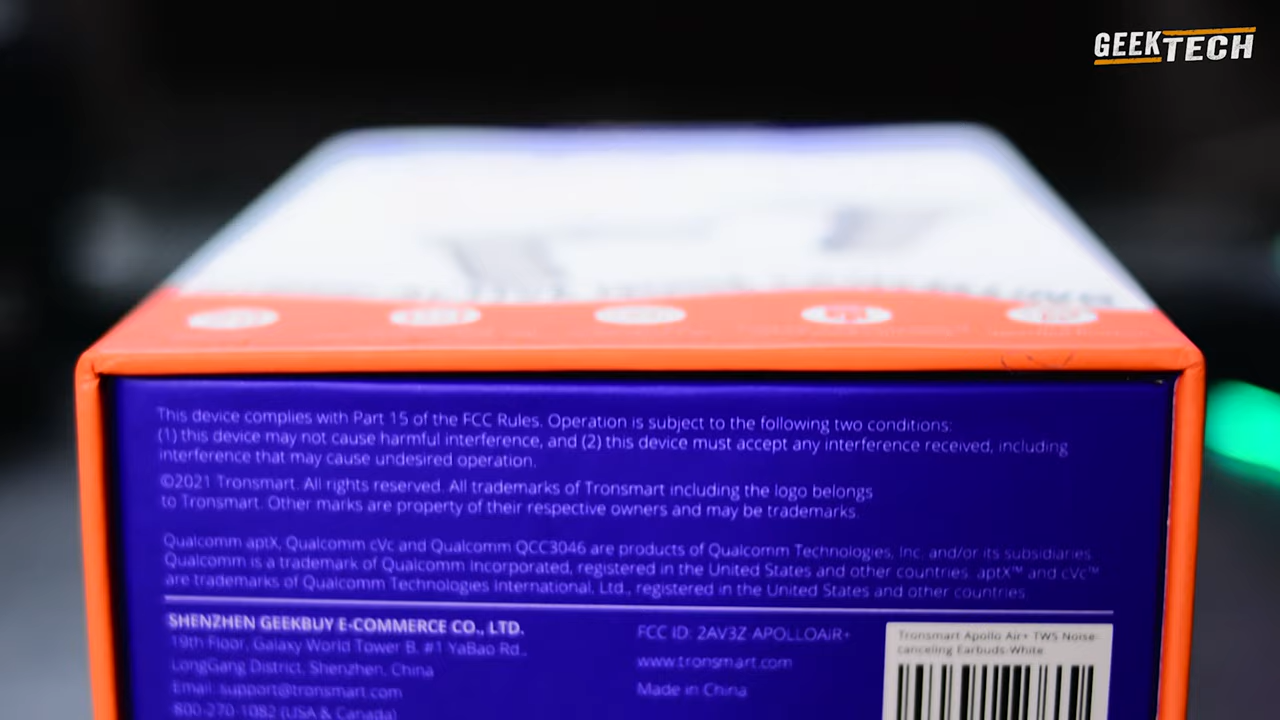 GEEKTECH
This device complies with Part 15 of the FCC Rules. Operation is subject to the following two conditions:
(1) this device may not cause harmful interference, and (2) this device must accept any interference received, including
interference that may cause undesired operation.
©2021 Tronsmart. All rights reserved. All trademarks of Tronsmart including the logo belongs
to Tronsmart. Other marks are property of their respective owners and may be trademarks.
Qualcomm aptX, Qualcomm cVc and Qualcomm QCC3046 are products of Qualcomm Technologies, Inc. and/or its subsidiaries.
Qualcomm is a trademark of Qualcomm Incorporated, registered in the United States and other countries. aptX™ and cVc™
are trademarks of Qualcomm Technologies International, Ltd., registered in the United States and other countries.
SHENZHEN GEEKBUY E-COMMERCE CO., LTD.
19th Floor, Galaxy World Tower B, #1 YaBao Rd.,
LongGang District, Shenzhen, China
Email: support@tronsmart.com
800-270-1082 (USA & Canada)
FCC ID: 2AV3Z APOLLOAIR+
www.tronsmart.com
Made in China
Tronsmart Apollo Air+ TWS Noise
canceling Earbuds-White